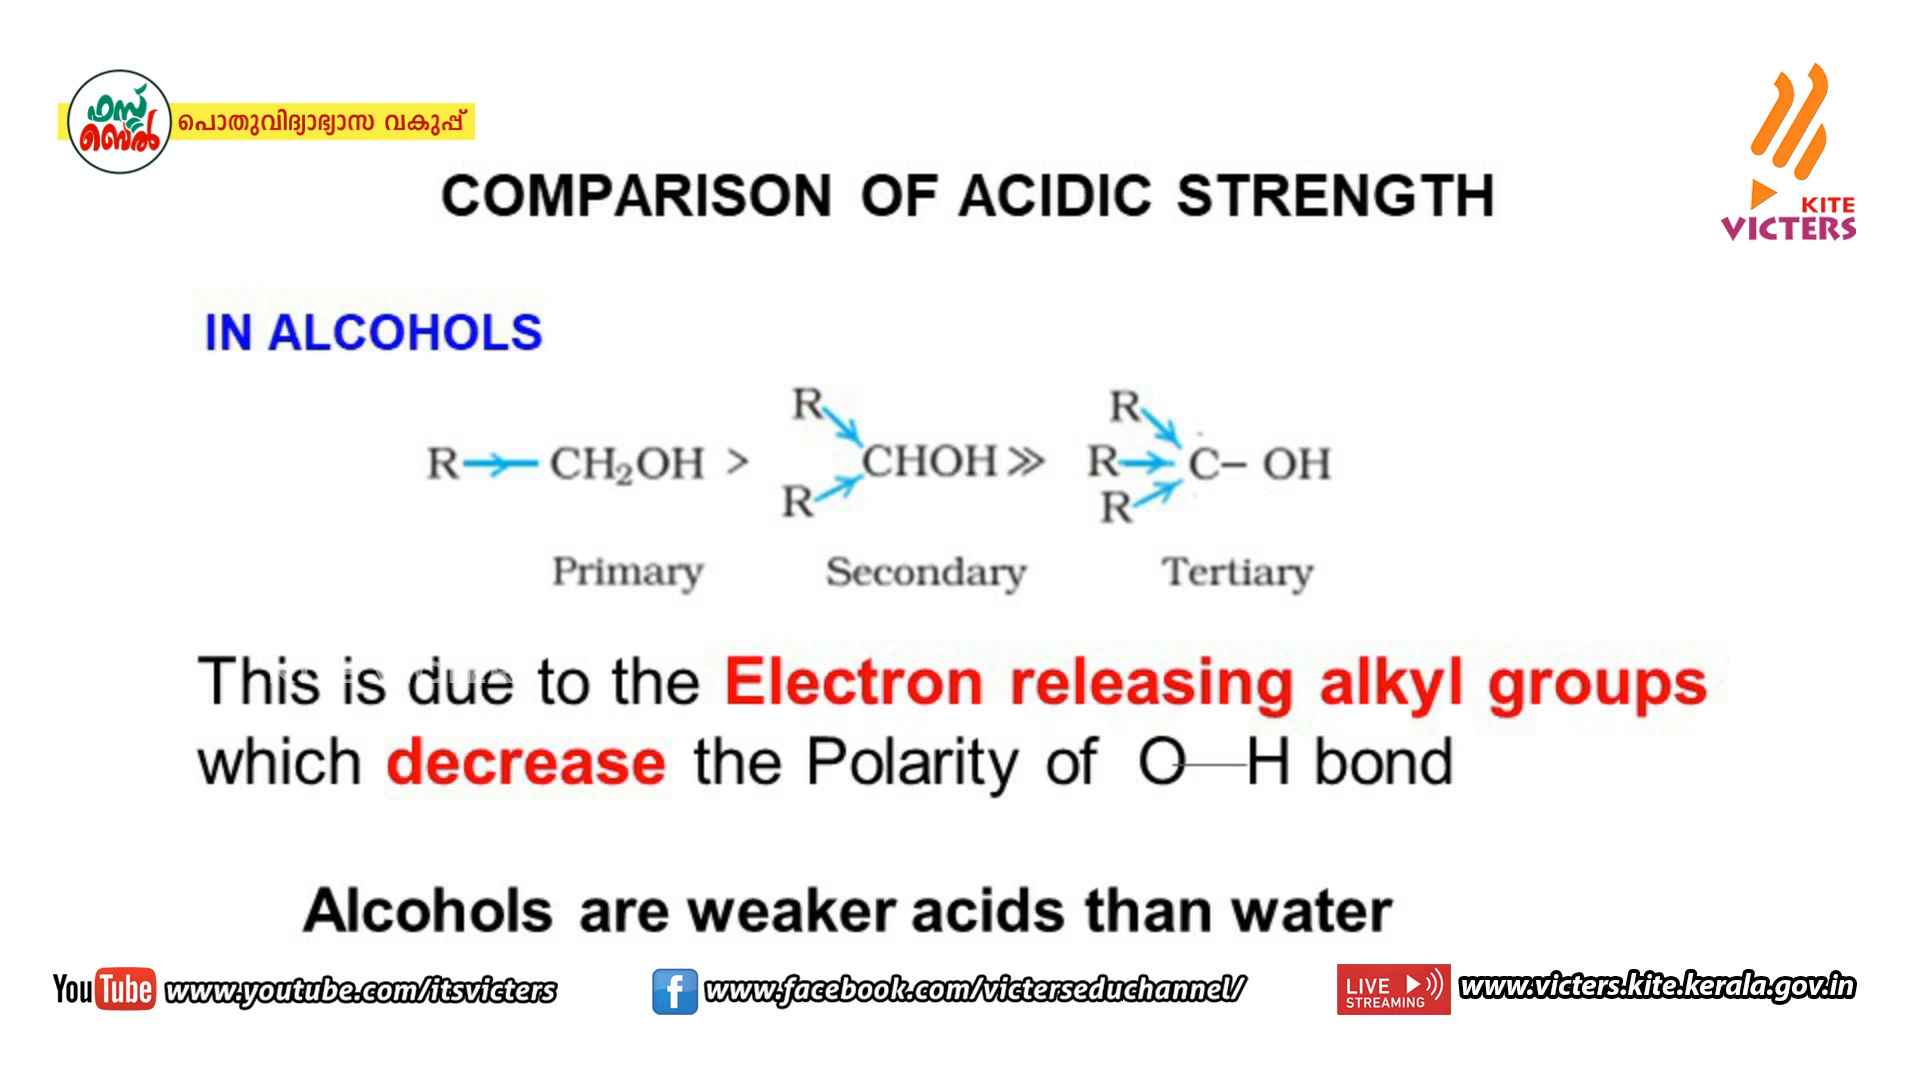 ഫസ്റ്റ്
ബെൽ
പൊതുവിദ്യാഭ്യാസ വകുപ്പ്
KITE
VICTERS
COMPARISON OF ACIDIC STRENGTH
IN ALCOHOLS
R CH₂OH > R R CHOH >> R R R C– OH
Primary Secondary Tertiary
This is due to the Electron releasing alkyl groups
which decrease the Polarity of O—H bond
Alcohols are weaker acids than water
YouTube www.youtube.com/itsvicters
f www.facebook.com/victerseduchannel/
LIVE STREAMING www.victers.kite.kerala.gov.in